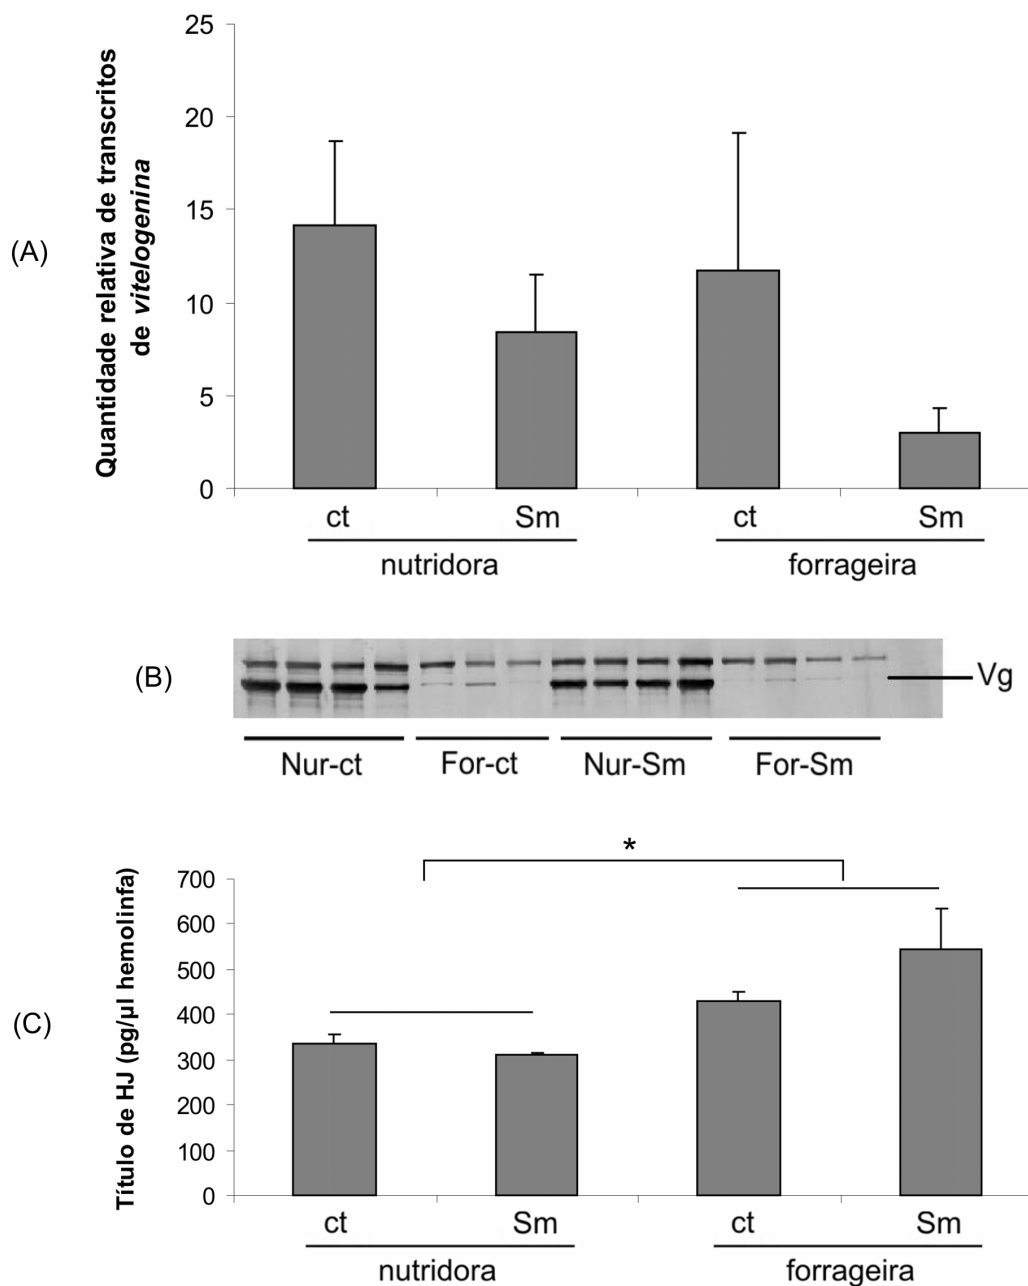 (A)
Quantidade relativa de transcritos
de vitelogenina
25
20
15
10
5
0
ct
Sm
ct
Sm
nutridora
forrageira
(B)
Vg
Nur-ct
For-ct
Nur-Sm
For-Sm
(C)
Título de HJ (pg/µl hemolinfa)
*
700
600
500
400
300
200
100
0
ct
Sm
ct
Sm
nutridora
forrageira